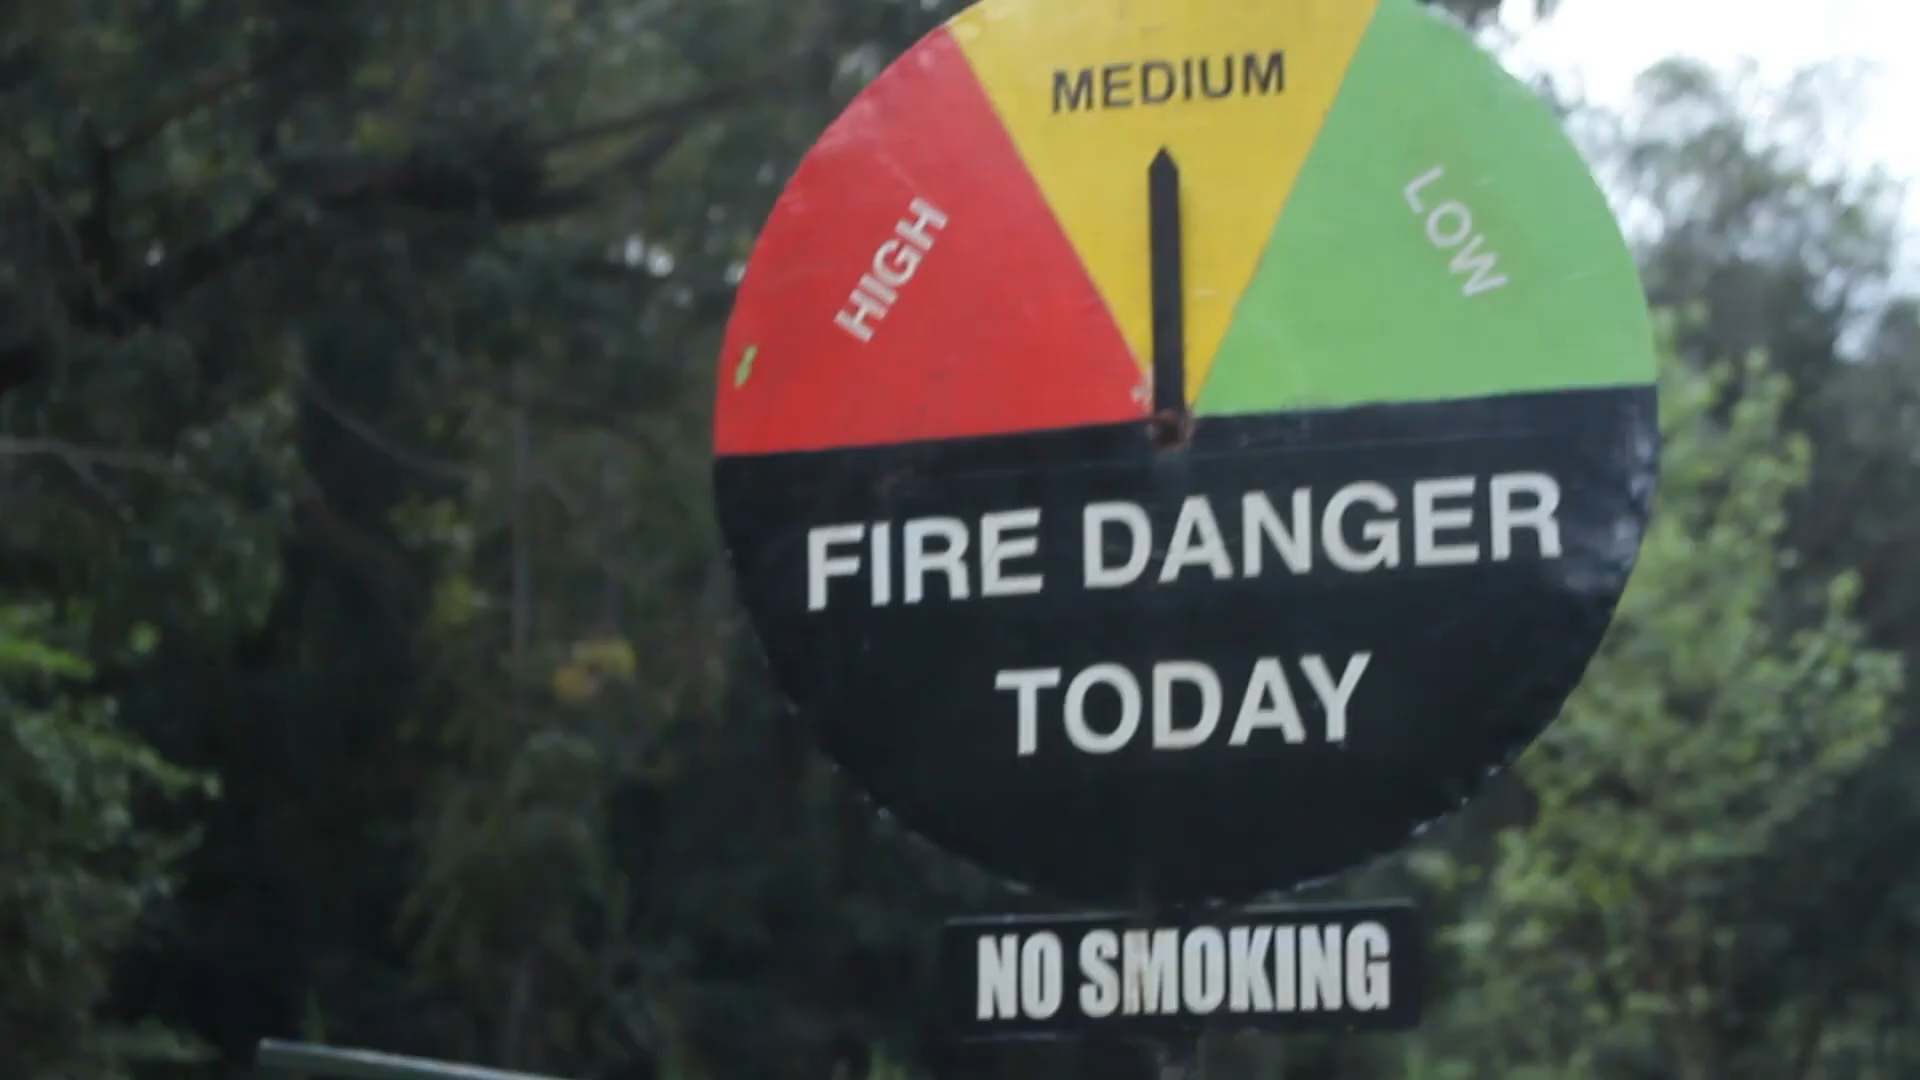 MEDIUM
HIGH
LOW
FIRE DANGER
TODAY
NO SMOKING